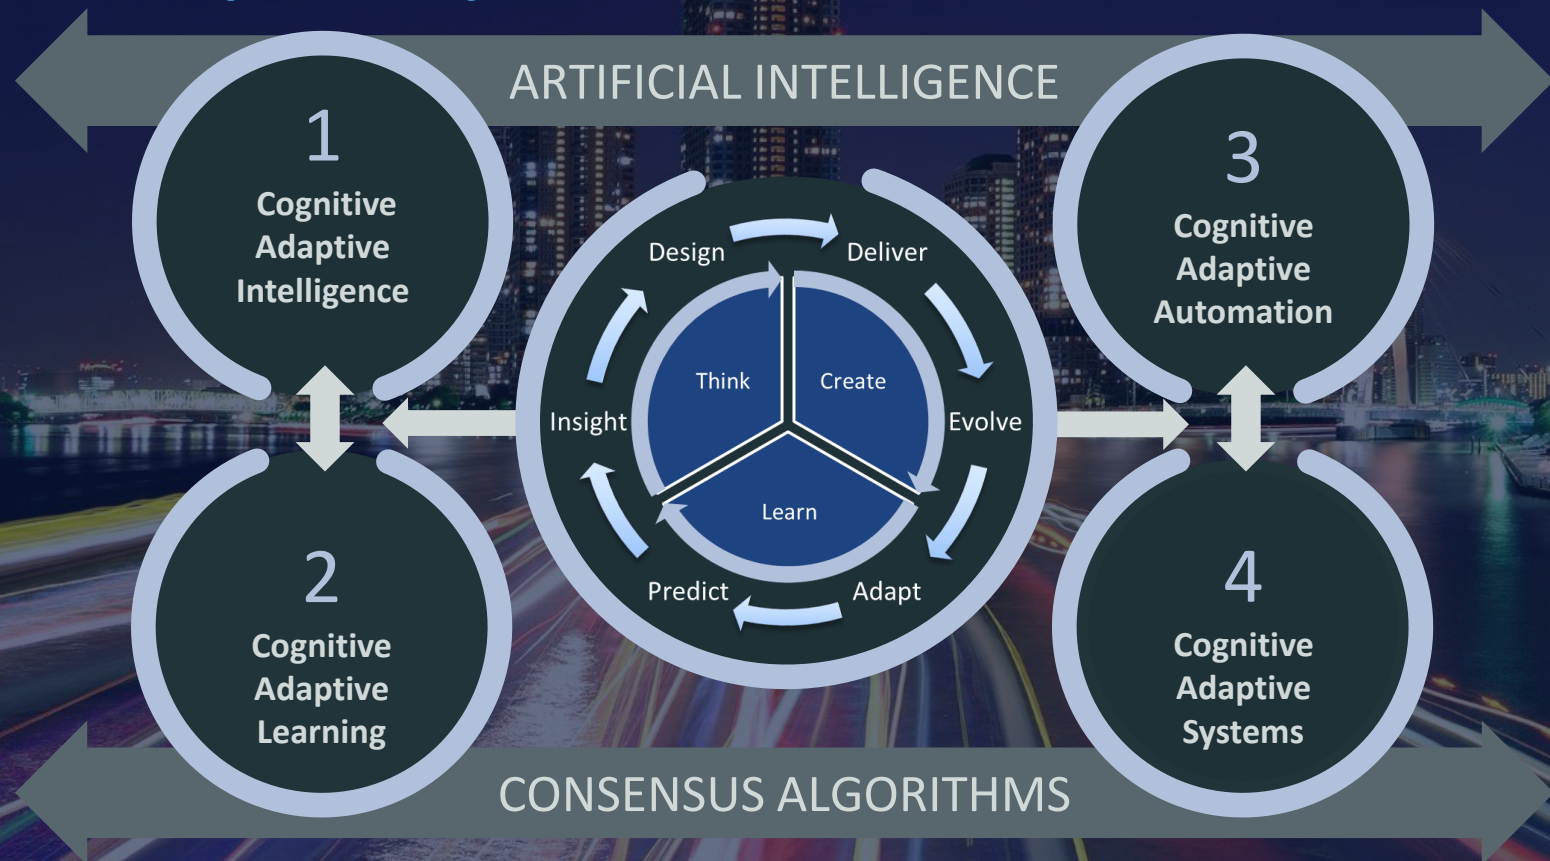 ARTIFICIAL INTELLIGENCE
1
Cognitive
Adaptive
Intelligence
2
Cognitive
Adaptive
Learning
Design
Deliver
Evolve
Adapt
Predict
Insight
Think
Create
Learn
3
Cognitive
Adaptive
Automation
4
Cognitive
Adaptive
Systems
CONSENSUS ALGORITHMS